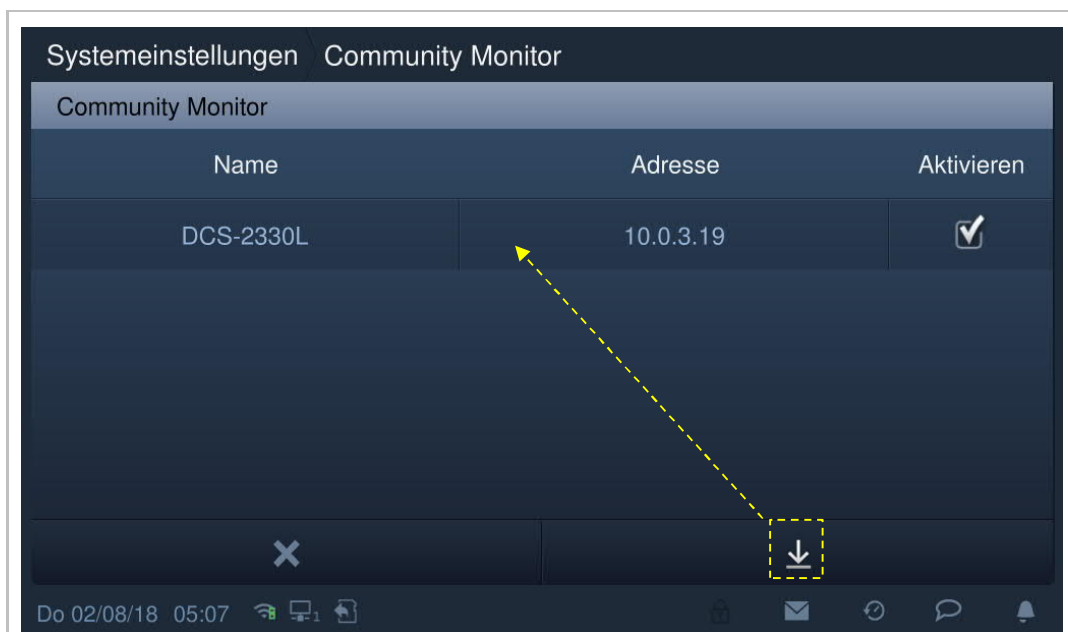 Systemeinstellungen Community Monitor
Community Monitor
Name Adresse Aktivieren
DCS-2330L 10.0.3.19
Do 02/08/18 05:07 1